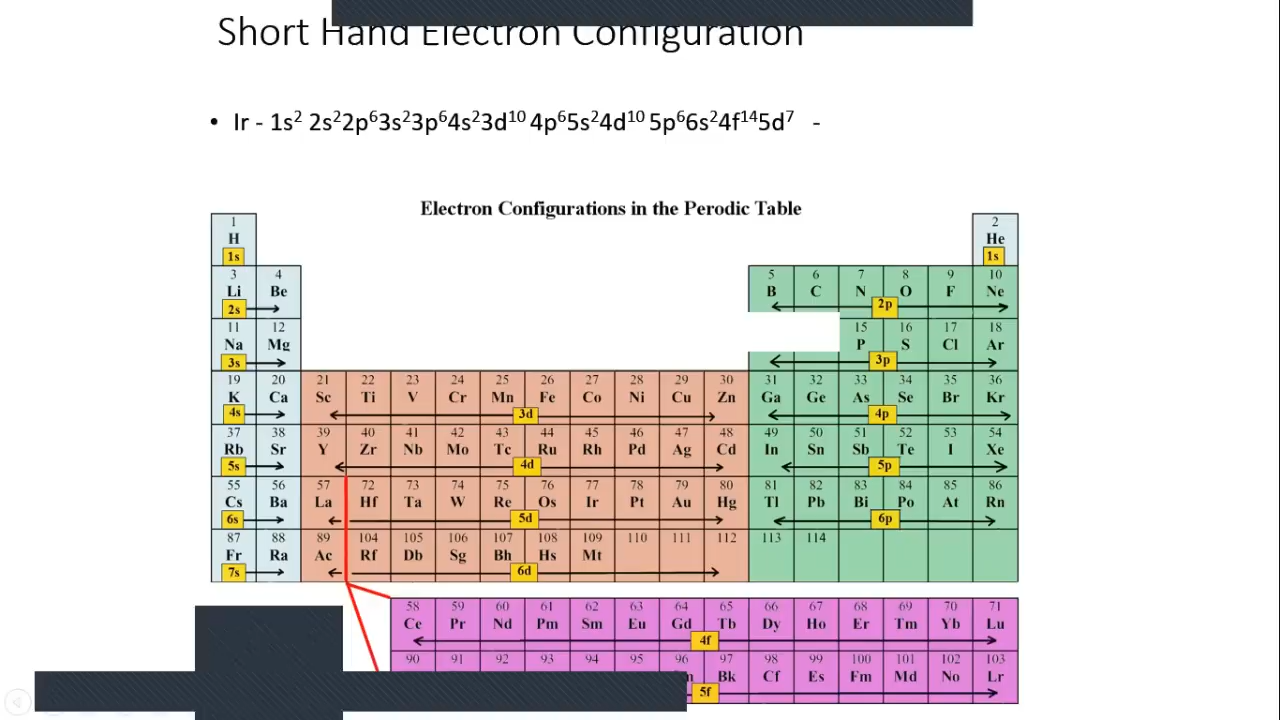 Short Hand Electron Configuration
• Ir - 1s² 2s²2p⁶3s²3p⁶4s²3d¹⁰ 4p⁶5s²4d¹⁰ 5p⁶6s²4f¹⁴5d⁷ -
Electron Configurations in the Perodic Table
1 2
H He
1s 1s
3 4 5 6 7 8 9 10
Li Be B C N O F Ne
2s 2p
11 12 15 16 17 18
Na Mg P S Cl Ar
3s 3p
19 20 21 22 23 24 25 26 27 28 29 30 31 32 33 34 35 36
K Ca Sc Ti V Cr Mn Fe Co Ni Cu Zn Ga Ge As Se Br Kr
4s 3d 4p
37 38 39 40 41 42 43 44 45 46 47 48 49 50 51 52 53 54
Rb Sr Y Zr Nb Mo Tc Ru Rh Pd Ag Cd In Sn Sb Te I Xe
5s 4d 5p
55 56 57 72 73 74 75 76 77 78 79 80 81 82 83 84 85 86
Cs Ba La Hf Ta W Re Os Ir Pt Au Hg Tl Pb Bi Po At Rn
6s 5d 6p
87 88 89 104 105 106 107 108 109 110 111 112 113 114
Fr Ra Ac Rf Db Sg Bh Hs Mt
7s 6d
58 59 60 61 62 63 64 65 66 67 68 69 70 71
Ce Pr Nd Pm Sm Eu Gd Tb Dy Ho Er Tm Yb Lu
4f
90 91 92 93 94 95 96 97 98 99 100 101 102 103
Bk Cf Es Fm Md No Lr
5f